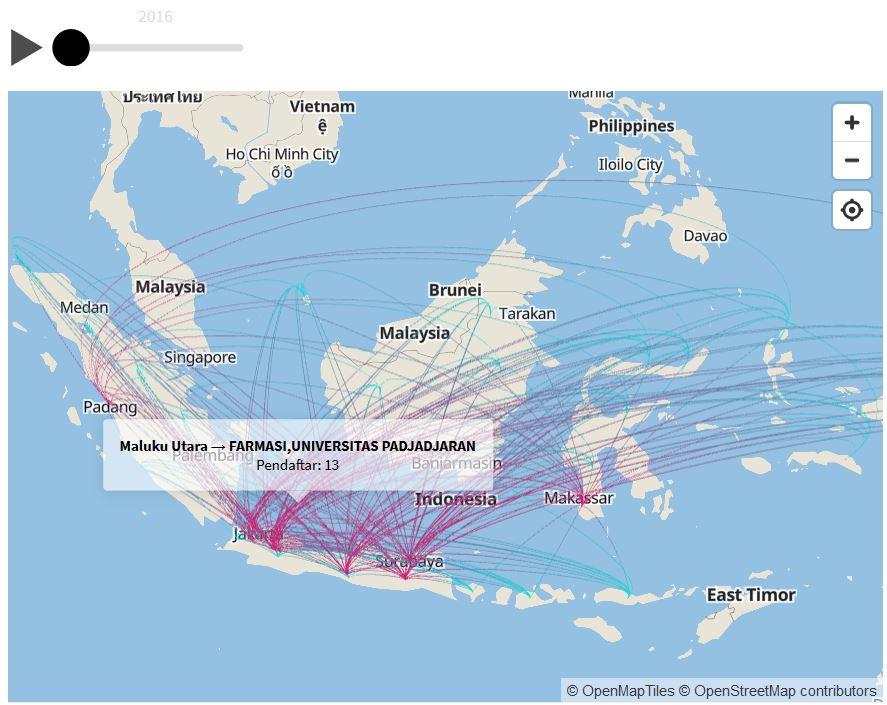 2016
ประเทศไทย
Vietnam
ệ
Manila
Philippines
Ho Chi Minh City
ố ồ
Iloilo City
Davao
Medan
Malaysia
Brunei
Tarakan
Malaysia
Singapore
Padang
Maluku Utara → FARMASI,UNIVERSITAS PADJADJARAN
Palembang
Pendaftar: 13
Banjarmasin
Indonesia
Makassar
Jakarta
Surabaya
East Timor
© OpenMapTiles © OpenStreetMap contributors